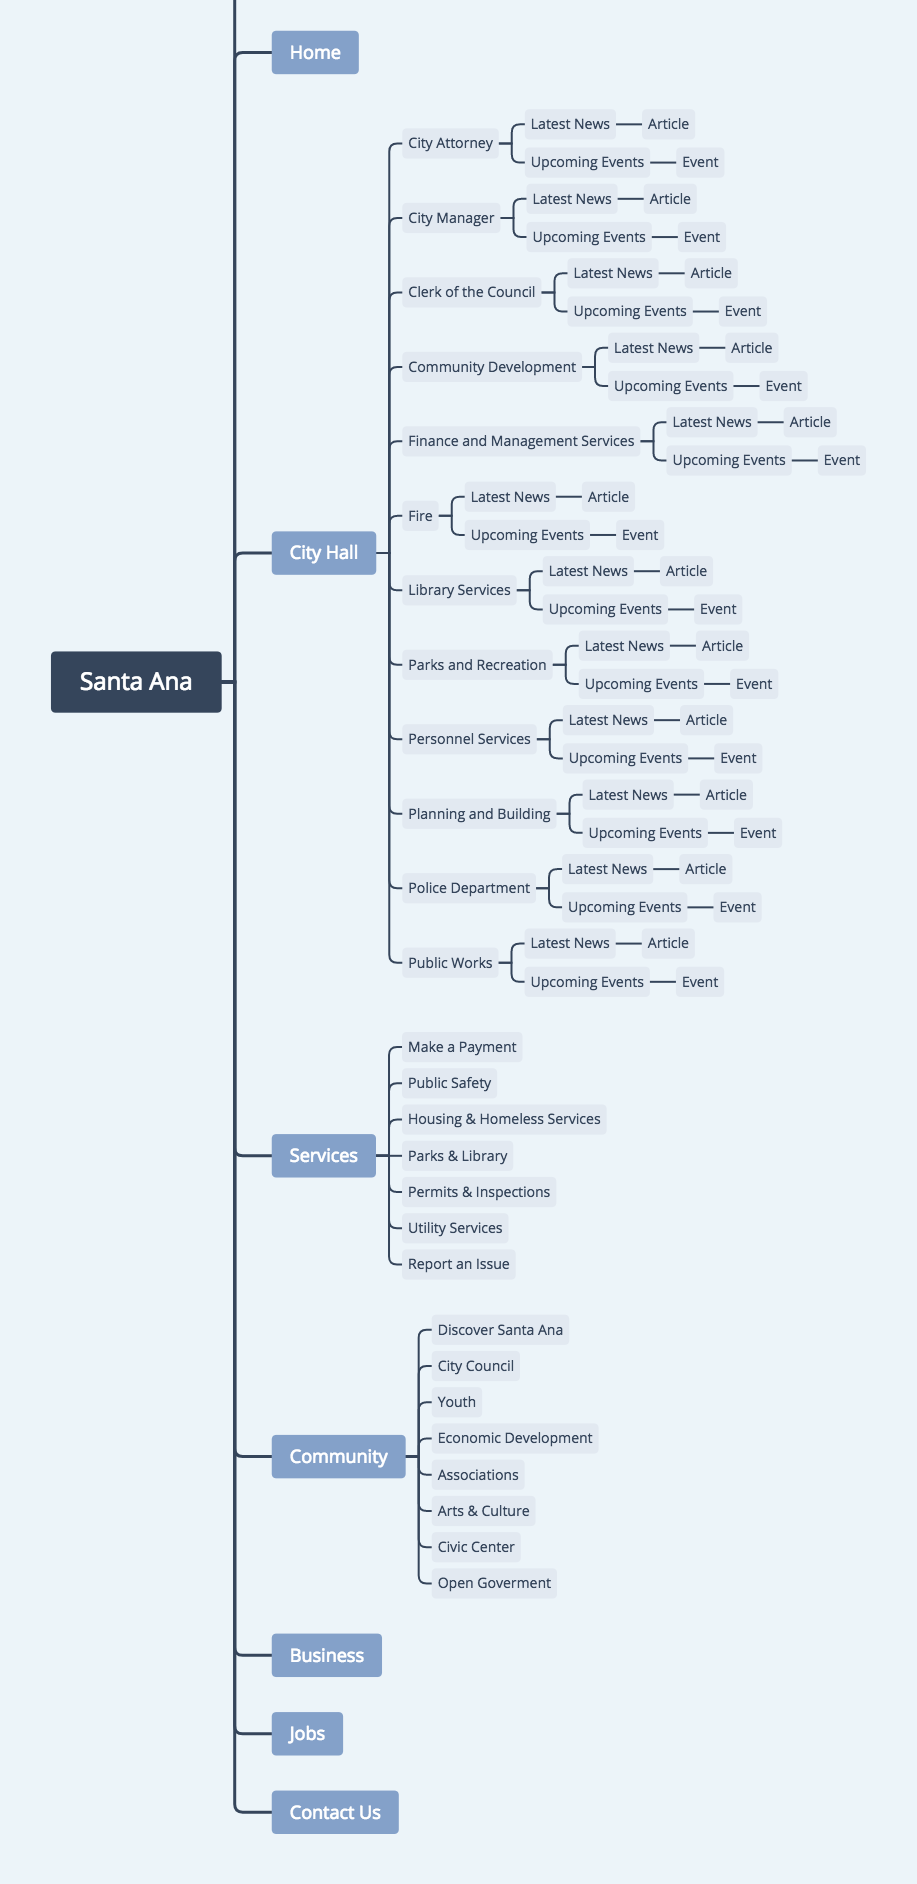 Home
City Attorney
Latest News
Article
Upcoming Events
Event
City Manager
Latest News
Article
Upcoming Events
Event
Clerk of the Council
Latest News
Article
Upcoming Events
Event
Community Development
Latest News
Article
Upcoming Events
Event
Finance and Management Services
Latest News
Article
Upcoming Events
Event
Fire
Latest News
Article
Upcoming Events
Event
City Hall
Library Services
Latest News
Article
Upcoming Events
Event
Parks and Recreation
Latest News
Article
Upcoming Events
Event
Santa Ana
Personnel Services
Latest News
Article
Upcoming Events
Event
Planning and Building
Latest News
Article
Upcoming Events
Event
Police Department
Latest News
Article
Upcoming Events
Event
Public Works
Latest News
Article
Upcoming Events
Event
Services
Make a Payment
Public Safety
Housing & Homeless Services
Parks & Library
Permits & Inspections
Utility Services
Report an Issue
Community
Discover Santa Ana
City Council
Youth
Economic Development
Associations
Arts & Culture
Civic Center
Open Goverment
Business
Jobs
Contact Us